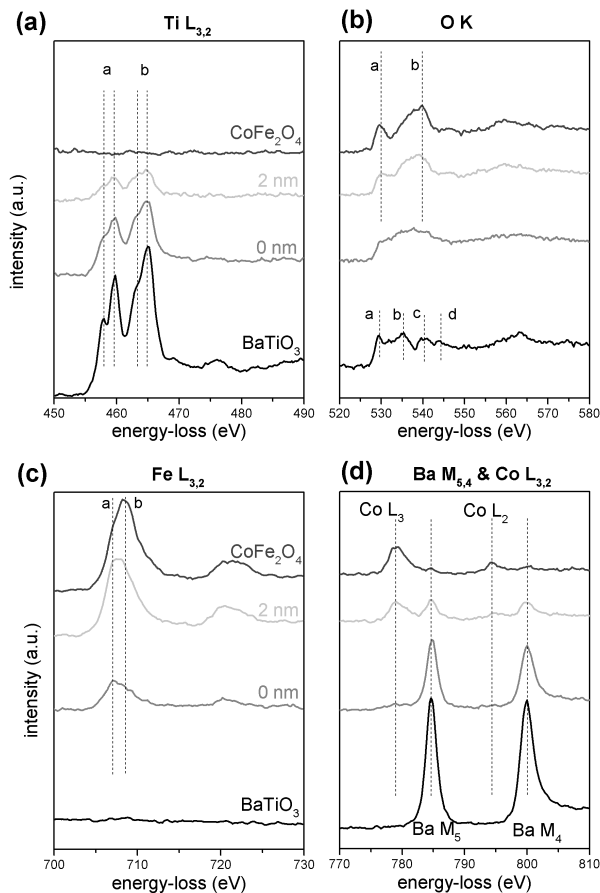 (a) Ti L3,2
a b
CoFe2O4
2 nm
0 nm
BaTiO3
intensity (a.u.)
450 460 470 480 490
energy-loss (eV)
(b) O K
a b
a b c d
520 530 540 550 560 570 580
energy-loss (eV)
(c) Fe L3,2
a b
CoFe2O4
2 nm
0 nm
BaTiO3
intensity (a.u.)
700 710 720 730
energy-loss (eV)
(d) Ba M5,4 & Co L3,2
Co L3 Co L2
Ba M5 Ba M4
770 780 790 800 810
energy-loss (eV)